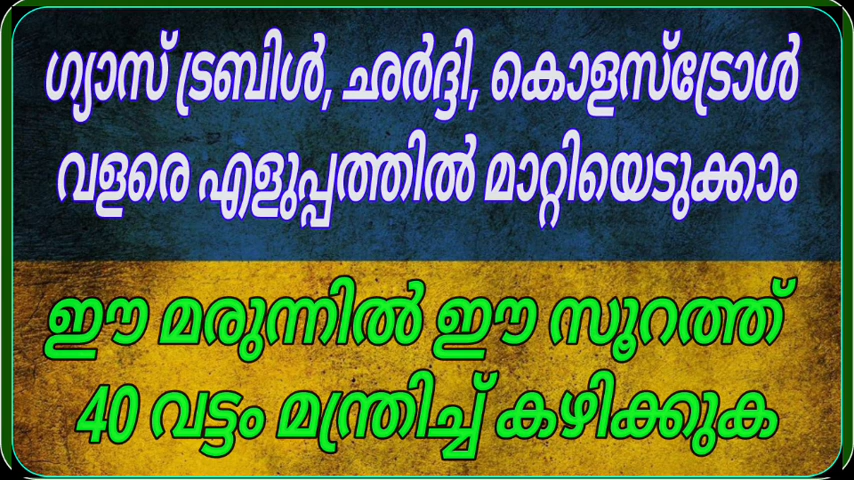 ഗ്യാസ് ട്രബിൾ, ഛർദ്ദി, കൊളസ്ട്രോൾ
വളരെ എളുപ്പത്തിൽ മാറ്റിയെടുക്കാം
ഈ മരുന്നിൽ ഈ സൂറത്ത്
40 വട്ടം മന്ത്രിച്ച് കഴിക്കുക